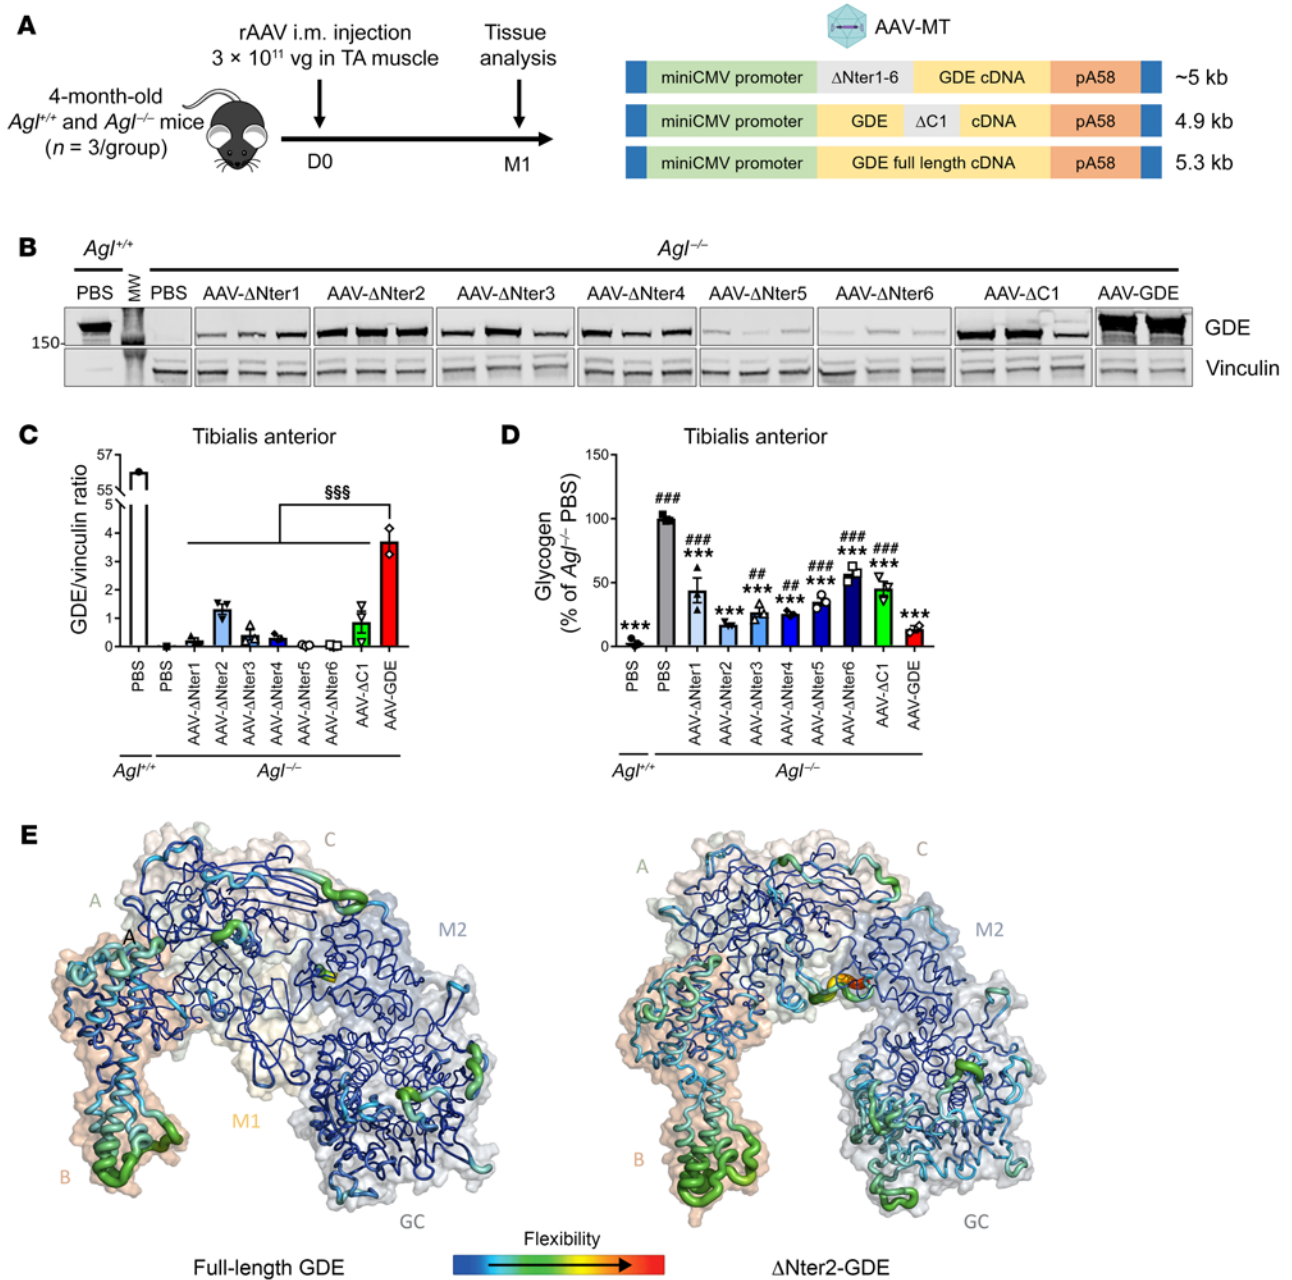 A
rAAV i.m. injection
3 × 10¹¹ vg in TA muscle
Tissue
analysis
4-month-old
Agl⁺/⁺ and Agl⁻/⁻ mice
(n = 3/group)
D0
M1
AAV-MT
miniCMV promoter ΔNter1-6 GDE cDNA pA58 ~5 kb
miniCMV promoter GDE ΔC1 cDNA pA58 4.9 kb
miniCMV promoter GDE full length cDNA pA58 5.3 kb
B
Agl⁺/⁺ Agl⁻/⁻
PBS MW PBS AAV-ΔNter1 AAV-ΔNter2 AAV-ΔNter3 AAV-ΔNter4 AAV-ΔNter5 AAV-ΔNter6 AAV-ΔC1 AAV-GDE
GDE
150
Vinculin
C
Tibialis anterior
GDE/vinculin ratio
57
55
5
4
3
2
1
0
§§§
PBS
PBS
AAV-ΔNter1
AAV-ΔNter2
AAV-ΔNter3
AAV-ΔNter4
AAV-ΔNter5
AAV-ΔNter6
AAV-ΔC1
AAV-GDE
Agl⁺/⁺ Agl⁻/⁻
D
Tibialis anterior
Glycogen
(% of Agl⁻/⁻ PBS)
150
100
50
0
***
###
###
***
***
##
***
##
***
###
***
###
***
###
***
***
PBS
PBS
AAV-ΔNter1
AAV-ΔNter2
AAV-ΔNter3
AAV-ΔNter4
AAV-ΔNter5
AAV-ΔNter6
AAV-ΔC1
AAV-GDE
Agl⁺/⁺ Agl⁻/⁻
E
C
A
A
M2
M1
B
GC
Full-length GDE
Flexibility
C
A
M2
B
GC
ΔNter2-GDE